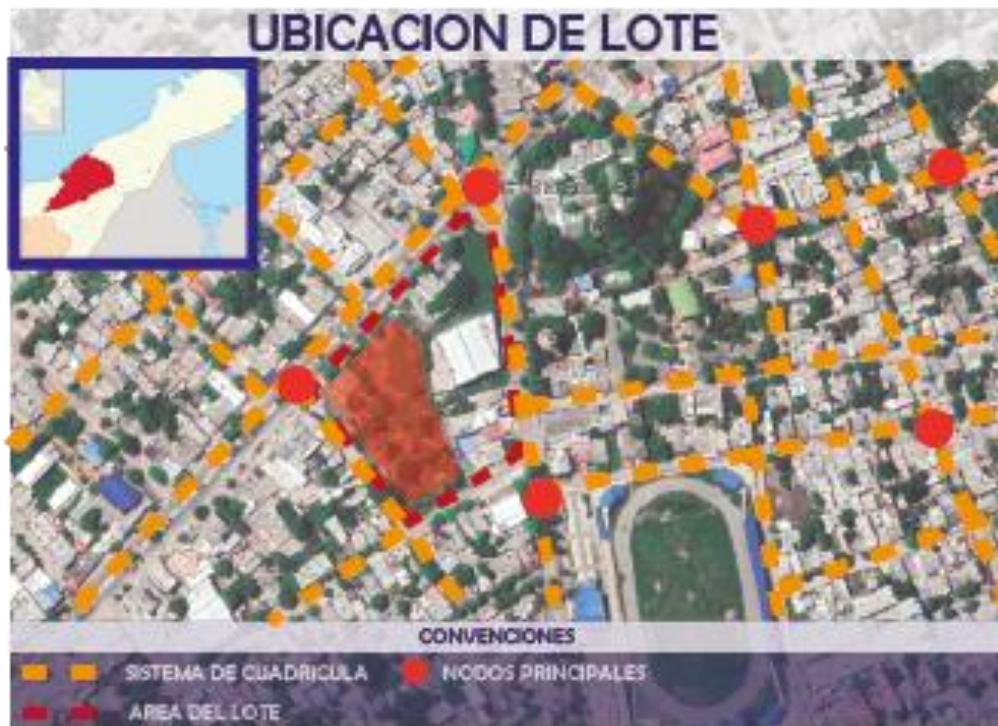 UBICACION DE LOTE
CONVENCIONES
SISTEMA DE CUADRICULA
NODOS PRINCIPALES
AREA DEL LOTE